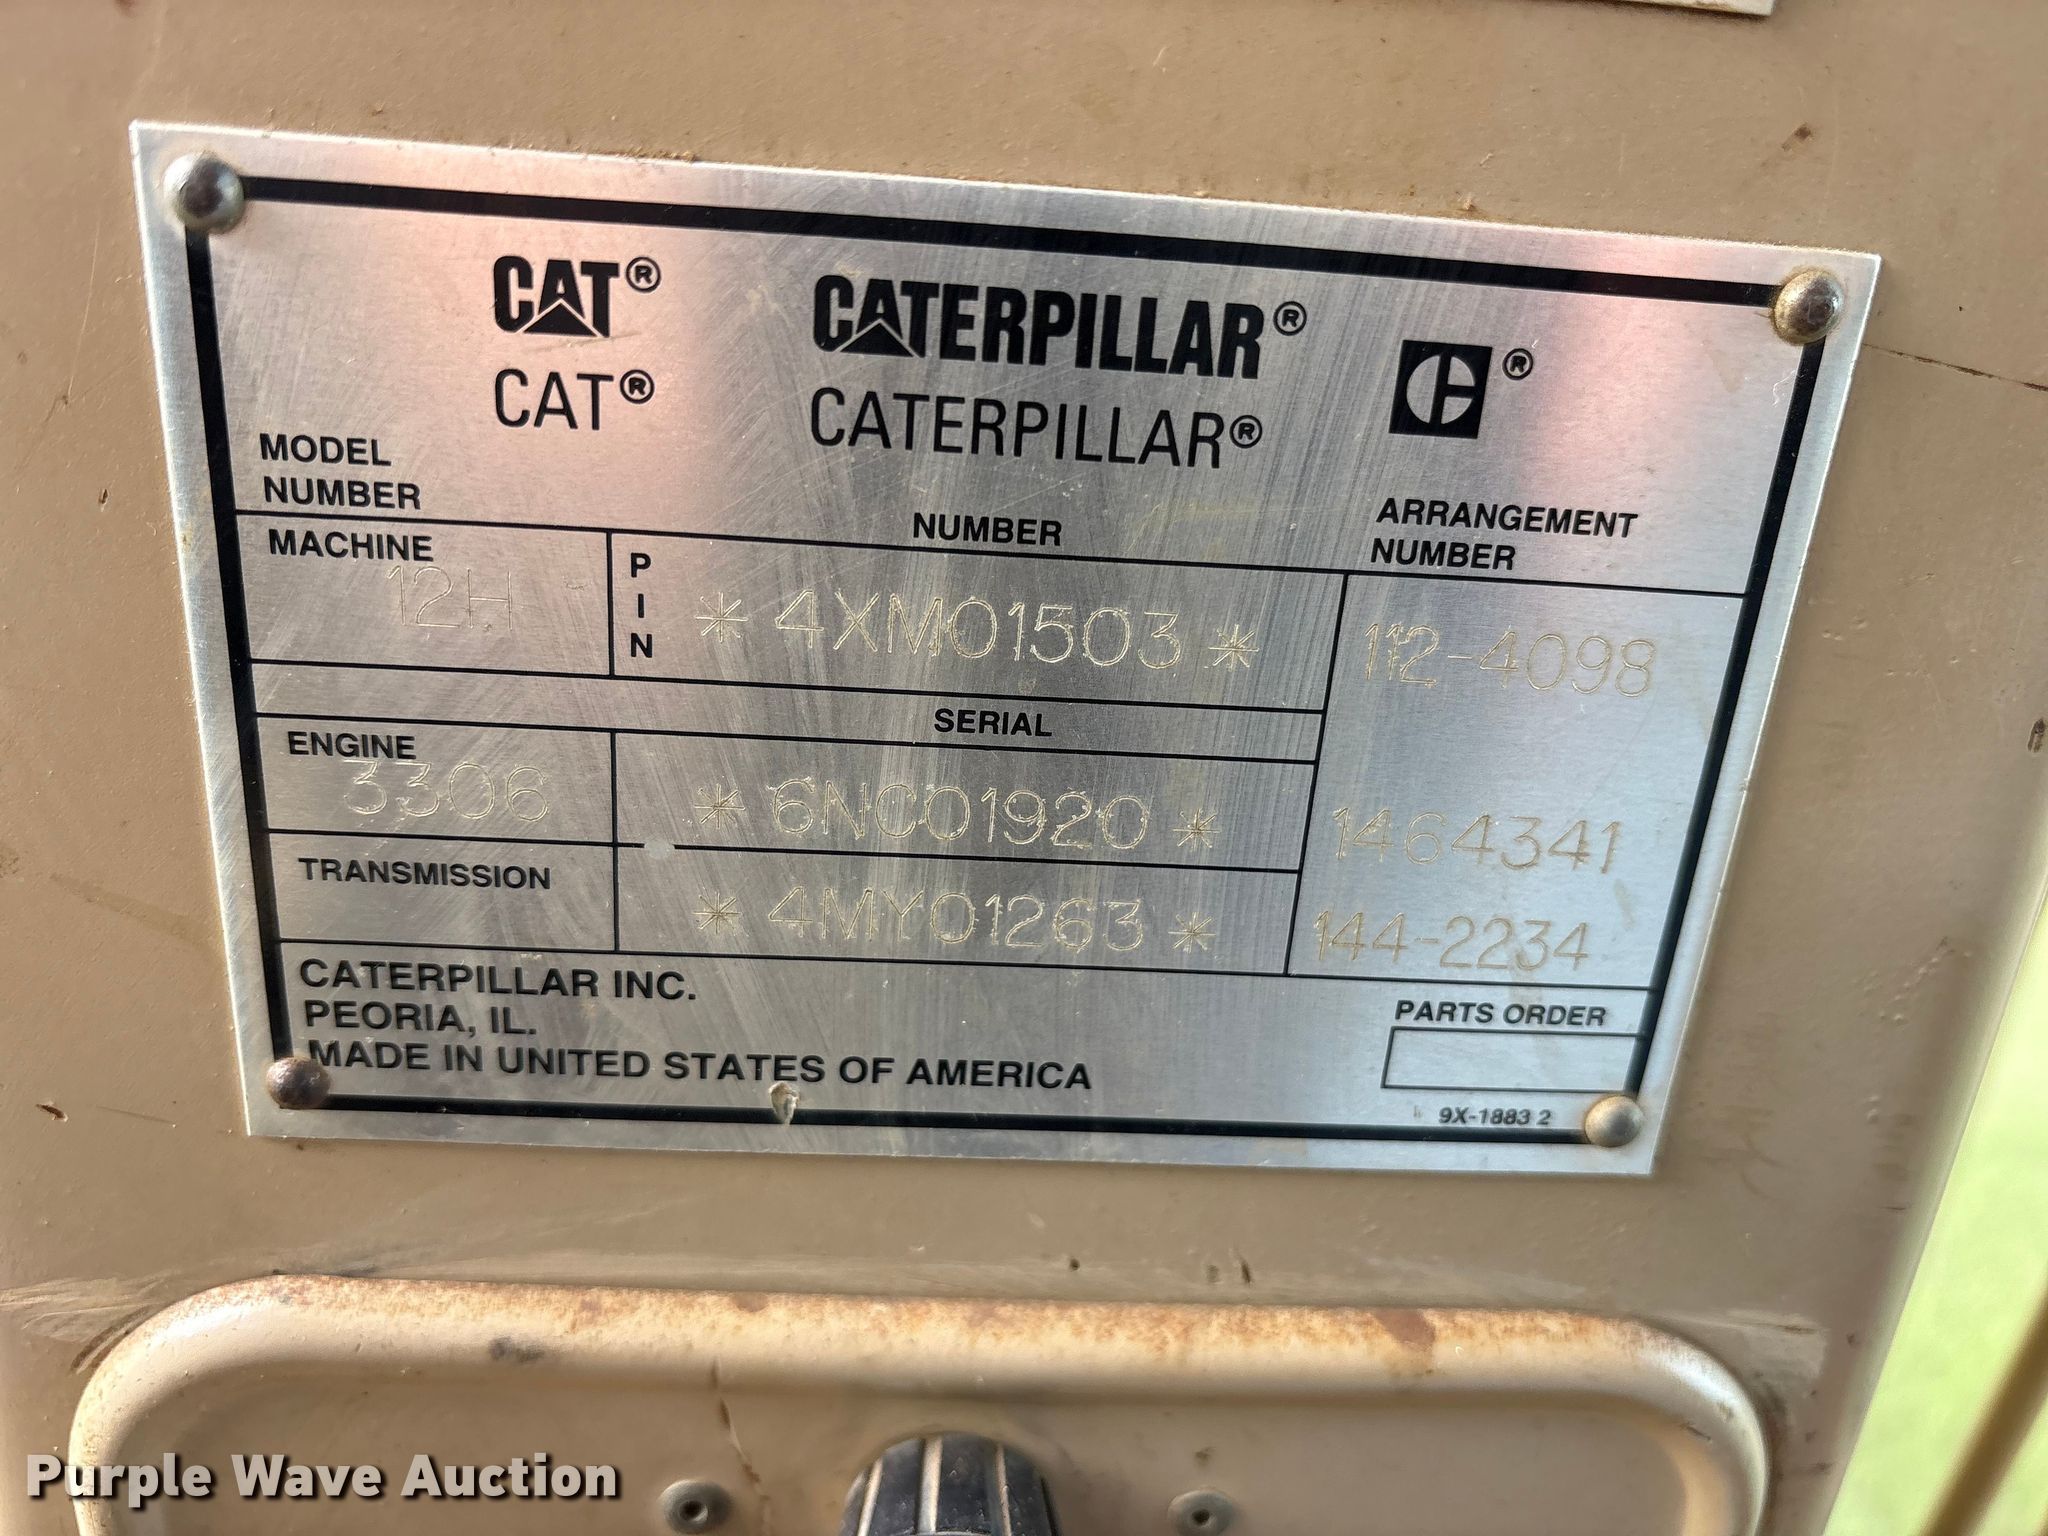 CAT® CATERPILLAR® ®
CAT® CATERPILLAR®
MODEL
NUMBER
NUMBER
ARRANGEMENT
NUMBER
MACHINE
12H
PIN
* 4XM01503 *
112-4098
SERIAL
ENGINE
3306
* 6NC01920 *
1464341
TRANSMISSION
* 4MY01263 *
144-2234
CATERPILLAR INC.
PEORIA, IL.
MADE IN UNITED STATES OF AMERICA
PARTS ORDER
9X-1883 2
Purple Wave Auction